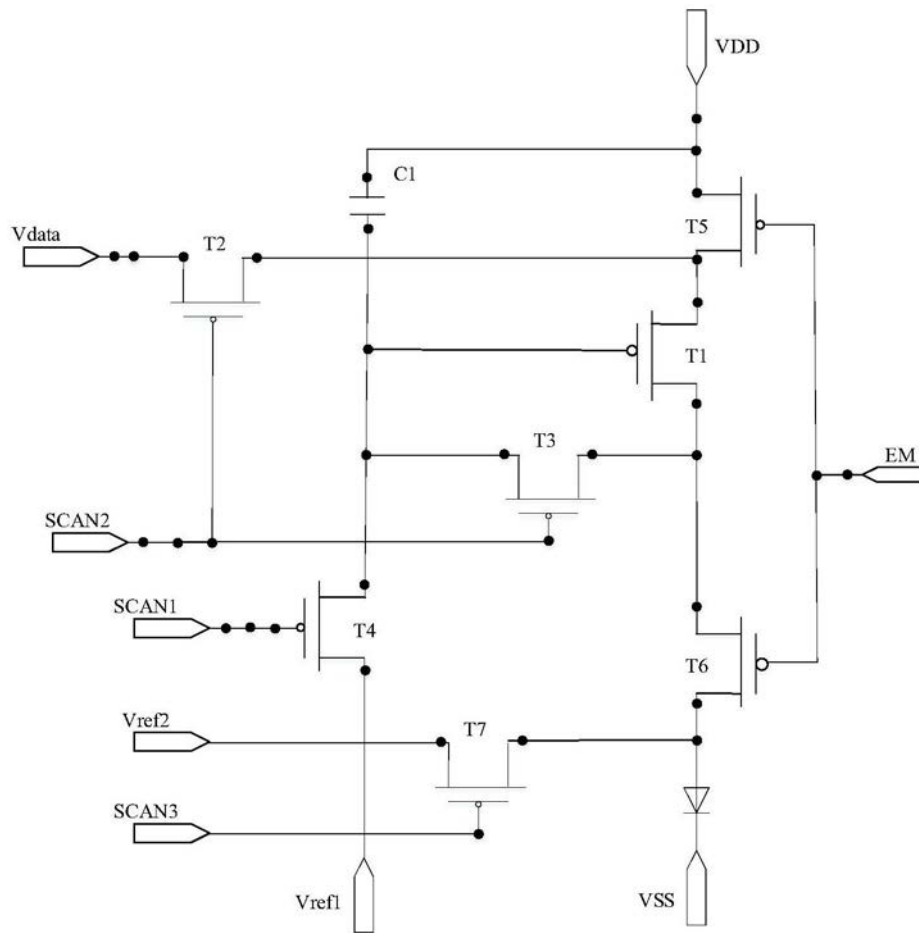 VDD
C1
Vdata
T2
T5
T1
T3
EM
SCAN2
SCAN1
T4
T6
Vref2
T7
SCAN3
Vref1
VSS